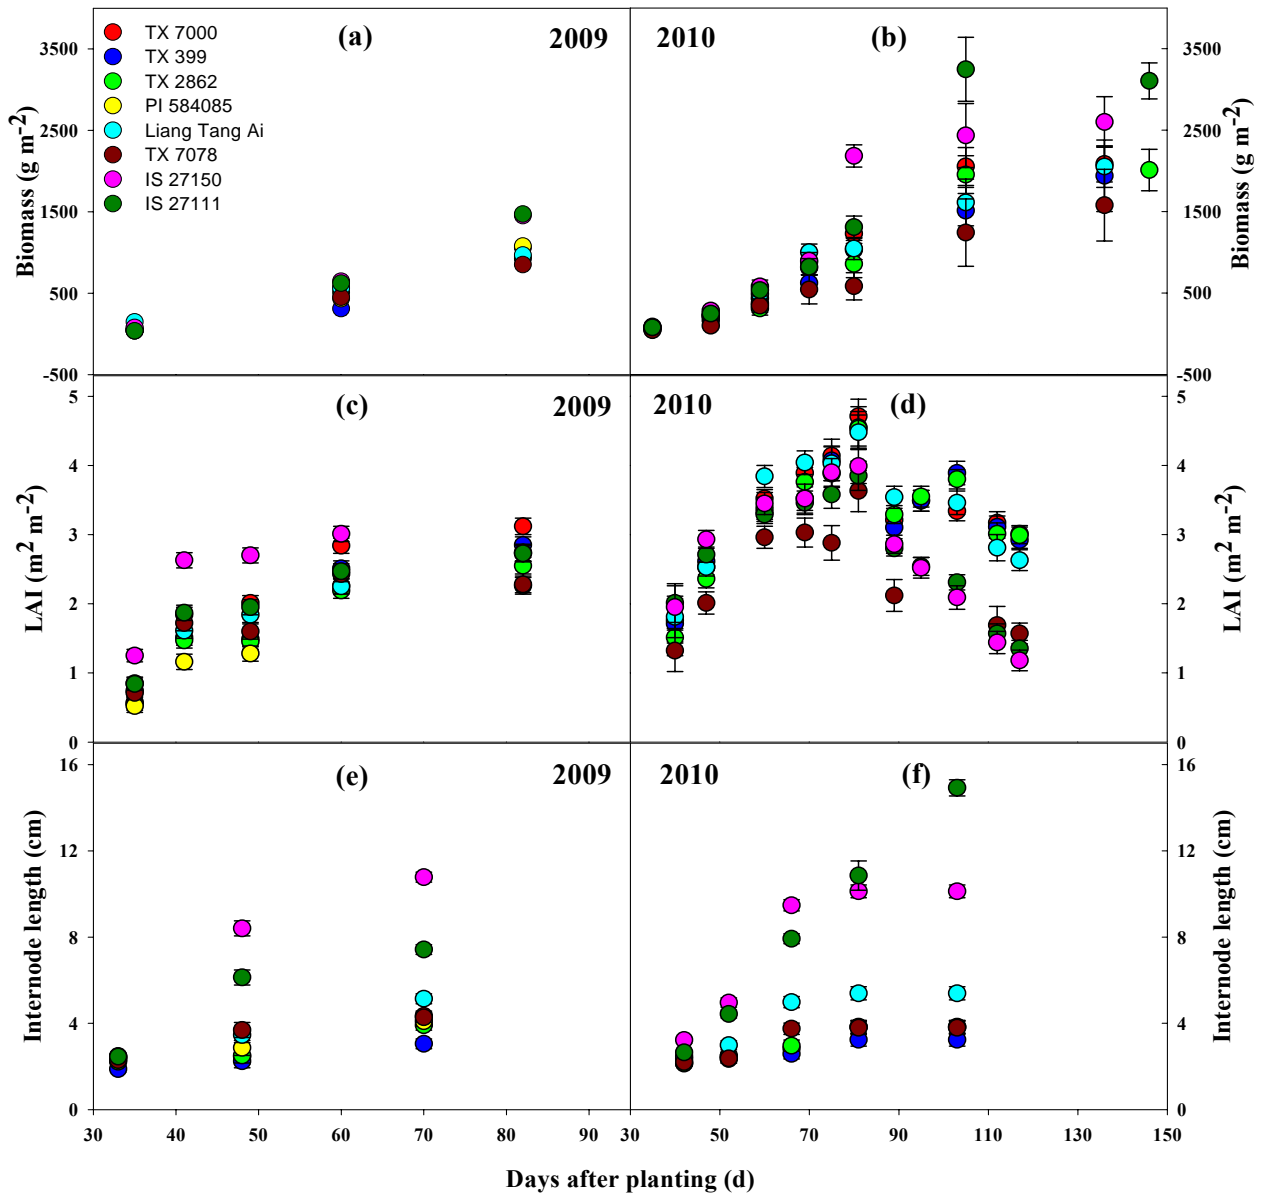 (a) 2009 2010 (b)
TX 7000
TX 399
TX 2862
PI 584085
Liang Tang Ai
TX 7078
IS 27150
IS 27111
3500 3500
2500 2500
1500 1500
500 500
-500 -500
Biomass (g m-2) Biomass (g m-2)
(c) 2009 2010 (d)
5 5
4 4
3 3
2 2
1 1
0 0
LAI (m2 m-2) LAI (m2 m-2)
(e) 2009 2010 (f)
16 16
12 12
8 8
4 4
0 0
Internode length (cm) Internode length (cm)
30 40 50 60 70 80 90 30 50 70 90 110 130 150
Days after planting (d)